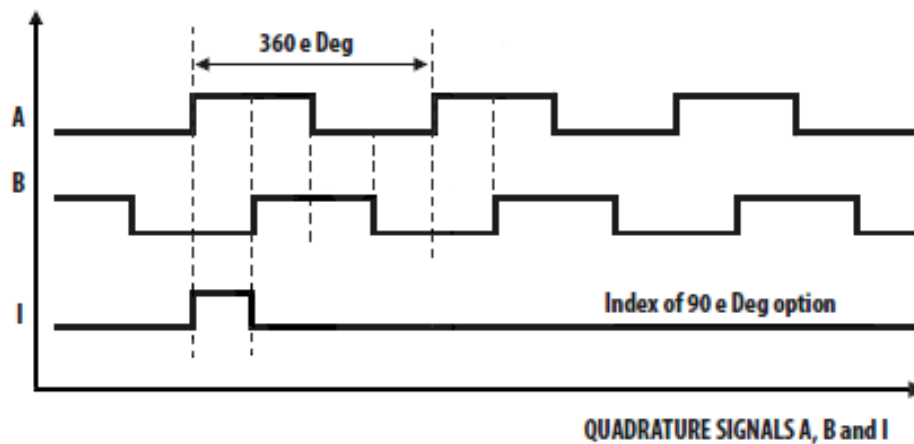 360 e Deg
A
B
I
Index of 90 e Deg option
QUADRATURE SIGNALS A, B and I